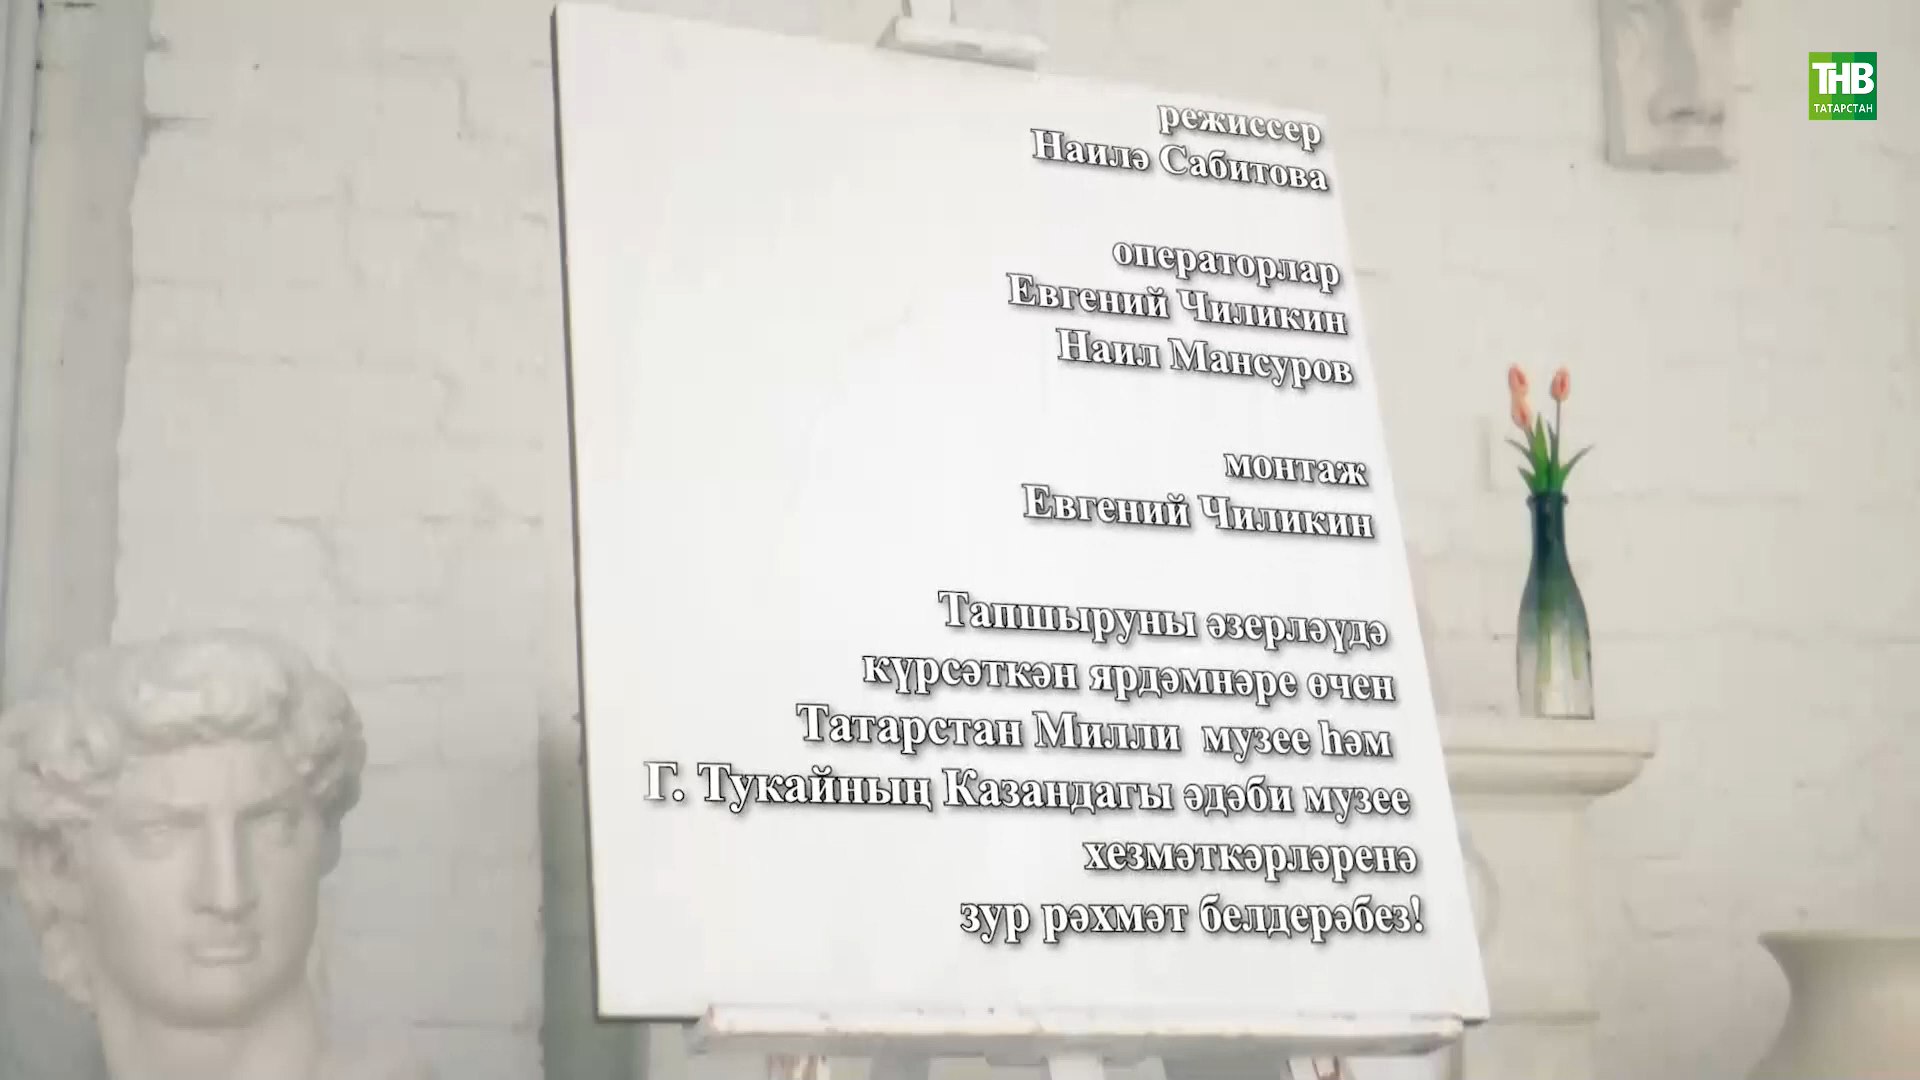 режиссер
Наилә Сабитова
операторлар
Евгений Чиликин
Наил Мансуров
монтаж
Евгений Чиликин
Тапшыруны әзерләүдә
күрсәткән ярдәмнәре өчен
Татарстан Милли музее һәм
Г. Тукайның Казандагы әдәби музее
хезмәткәрләренә
зур рәхмәт белдерәбез!
ТНВ
ТАТАРСТАН